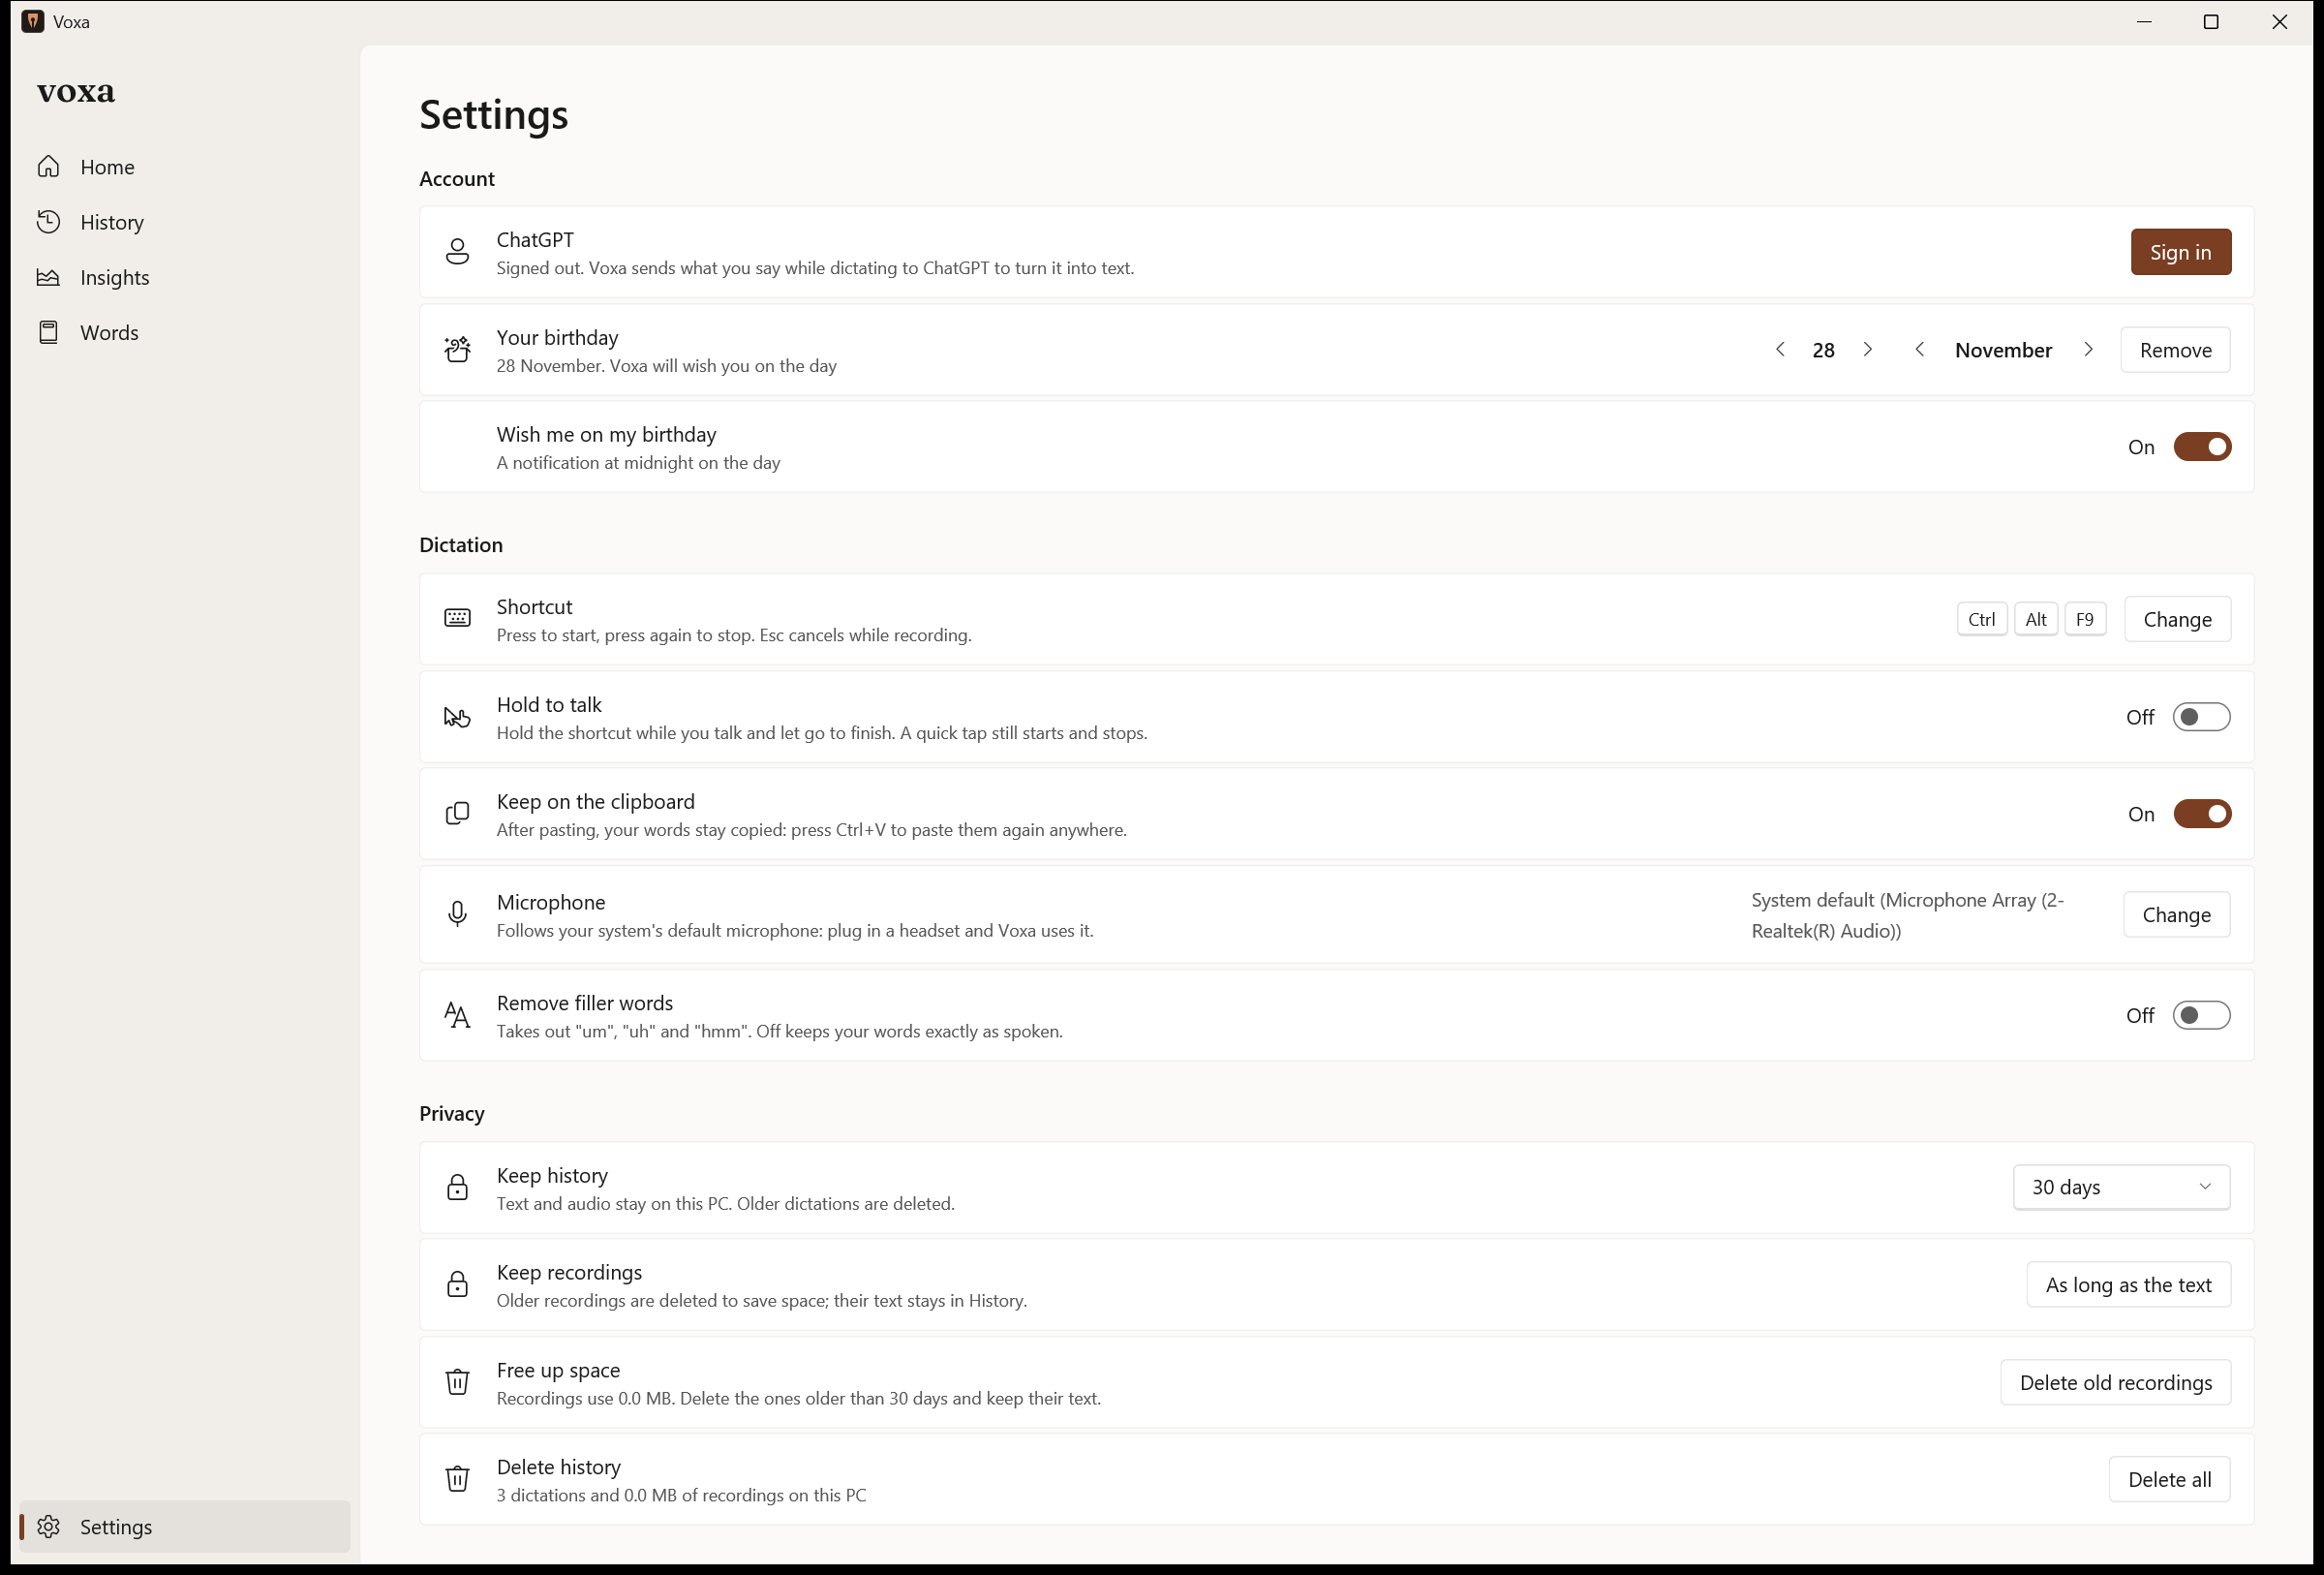 Voxa
voxa
Home
History
Insights
Words
Settings
Settings
Account
ChatGPT
Signed out. Voxa sends what you say while dictating to ChatGPT to turn it into text.
Sign in
Your birthday
28 November. Voxa will wish you on the day
28
November
Remove
Wish me on my birthday
A notification at midnight on the day
On
Dictation
Shortcut
Press to start, press again to stop. Esc cancels while recording.
Ctrl
Alt
F9
Change
Hold to talk
Hold the shortcut while you talk and let go to finish. A quick tap still starts and stops.
Off
Keep on the clipboard
After pasting, your words stay copied: press Ctrl+V to paste them again anywhere.
On
Microphone
Follows your system's default microphone: plug in a headset and Voxa uses it.
System default (Microphone Array (2-
Realtek(R) Audio))
Change
Remove filler words
Takes out "um", "uh" and "hmm". Off keeps your words exactly as spoken.
Off
Privacy
Keep history
Text and audio stay on this PC. Older dictations are deleted.
30 days
Keep recordings
Older recordings are deleted to save space; their text stays in History.
As long as the text
Free up space
Recordings use 0.0 MB. Delete the ones older than 30 days and keep their text.
Delete old recordings
Delete history
3 dictations and 0.0 MB of recordings on this PC
Delete all